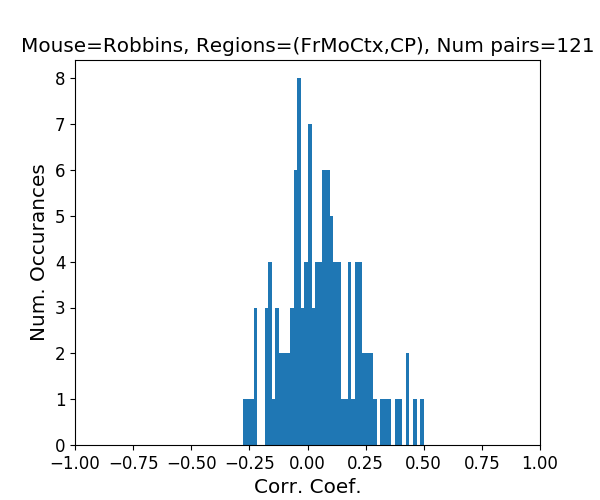 Mouse=Robbins, Regions=(FrMoCtx,CP), Num pairs=121
8
7
6
5
4
3
2
1
0
Num. Occurances
−1.00 −0.75 −0.50 −0.25 0.00 0.25 0.50 0.75 1.00
Corr. Coef.